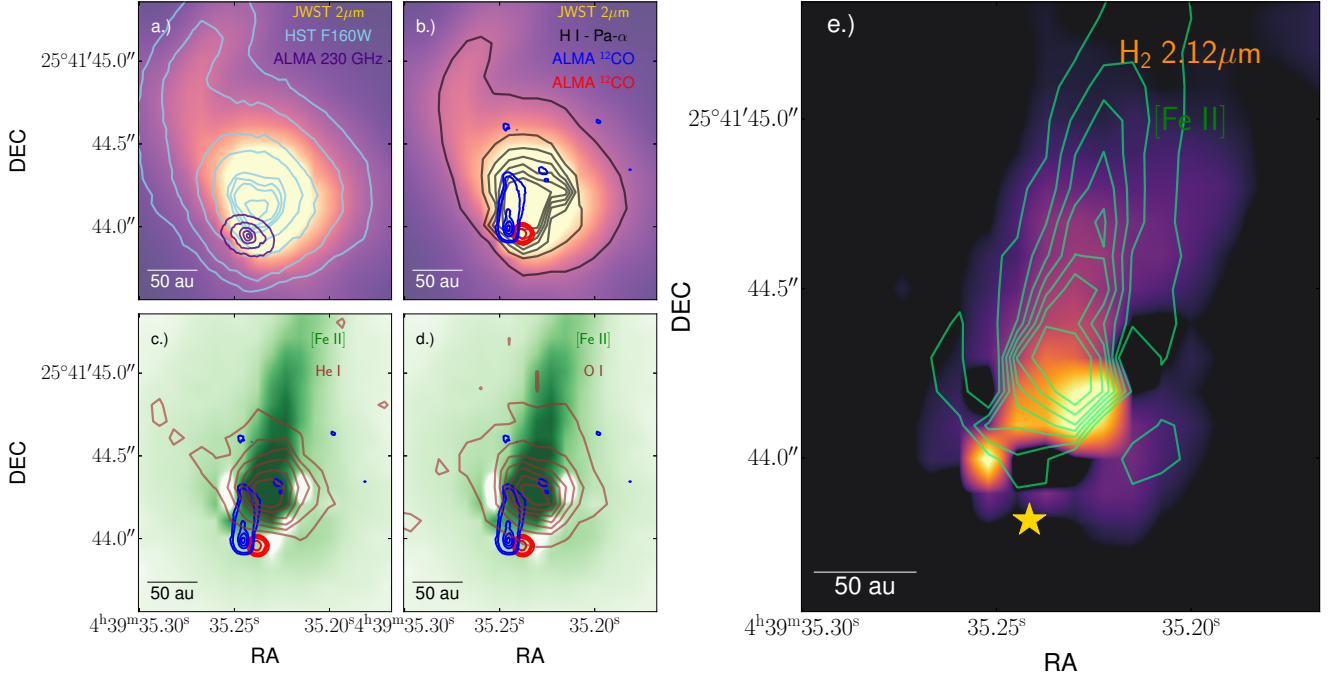 a.)
JWST 2μm
HST F160W
ALMA 230 GHz
50 au
b.)
JWST 2μm
H I - Pa-α
ALMA ¹²CO
ALMA ¹²CO
50 au
DEC
25°41′45.0″
44.5″
44.0″
c.)
[Fe II]
He I
50 au
d.)
[Fe II]
O I
50 au
DEC
25°41′45.0″
44.5″
44.0″
4ʰ39ᵐ35.30ˢ
35.25ˢ
35.20ˢ
4ʰ39ᵐ35.30ˢ
35.25ˢ
35.20ˢ
RA
RA
e.)
H₂ 2.12μm
[Fe II]
50 au
DEC
25°41′45.0″
44.5″
44.0″
4ʰ39ᵐ35.30ˢ
35.25ˢ
35.20ˢ
RA